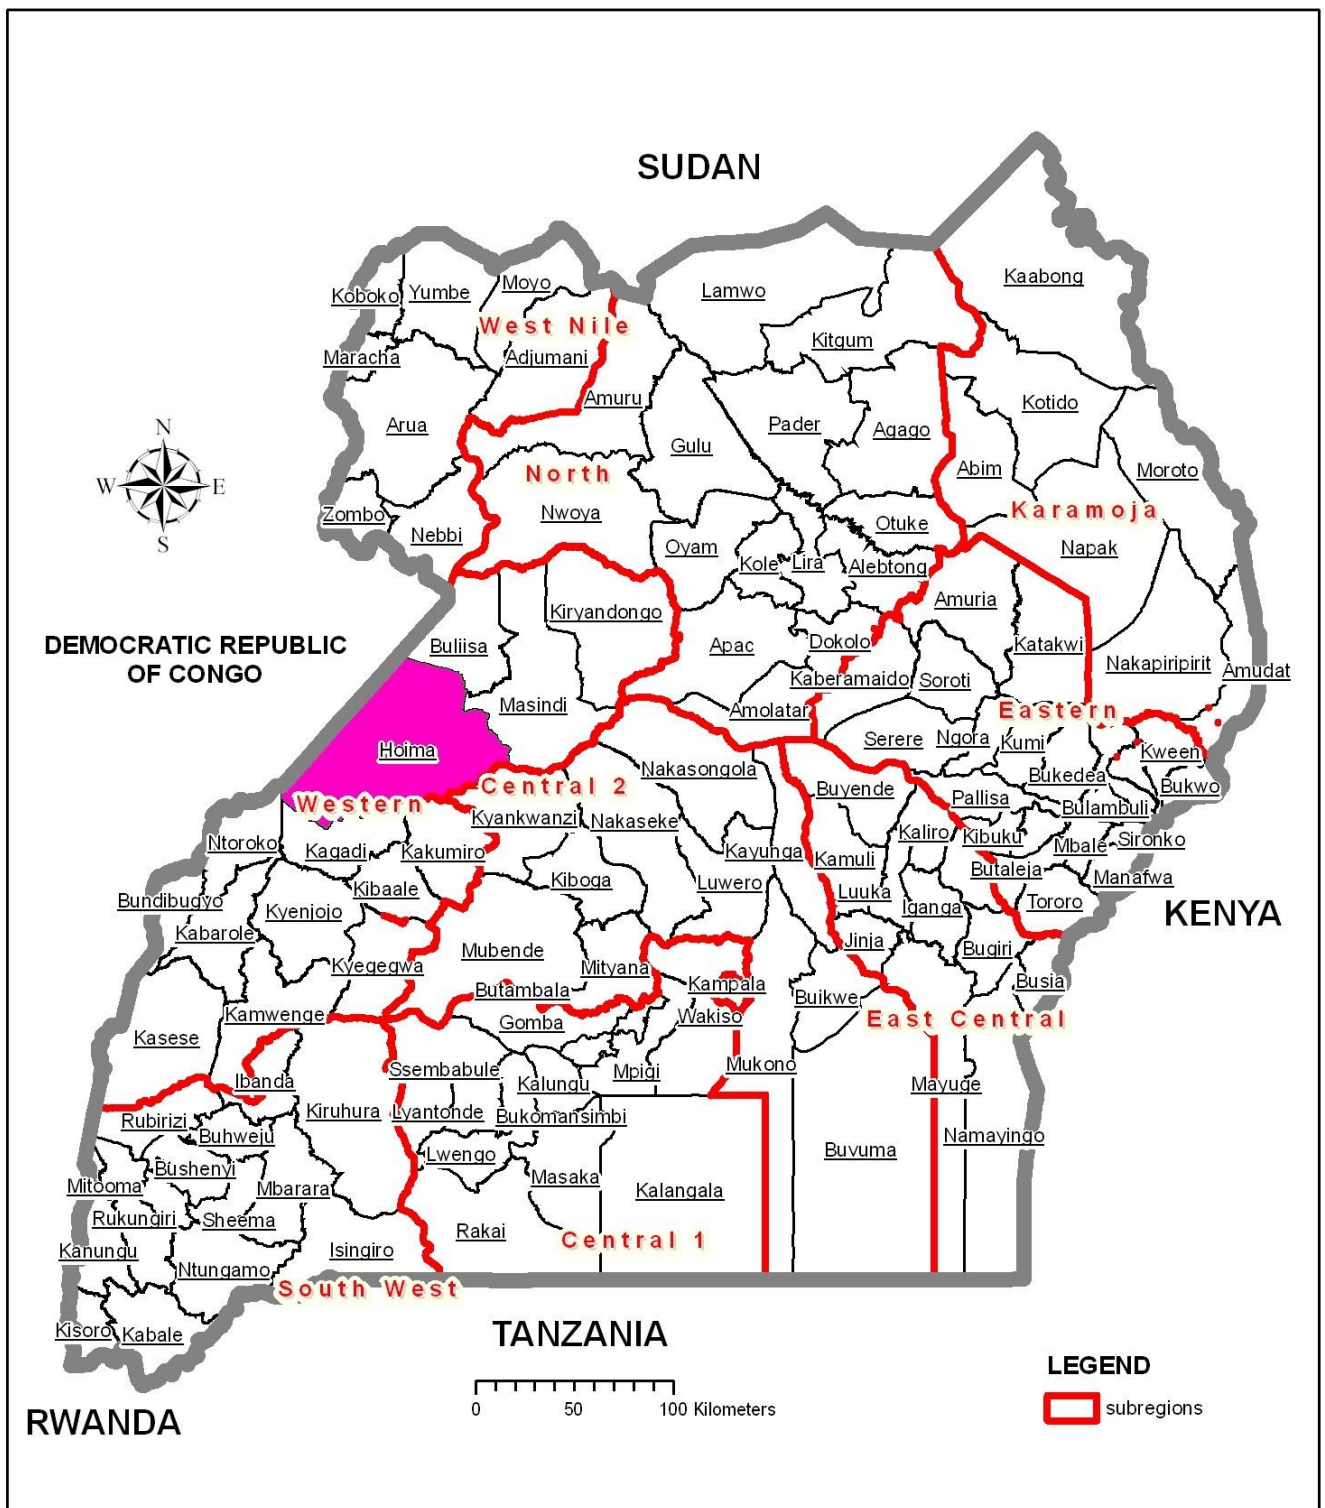 SUDAN
Kaabong
Moyo
Koboko
Yumbe
Lamwo
West Nile
Kitgum
Maracha
Adjumani
Amuru
Kotido
Arua
Pader
Agago
Gulu
N
W
E
S
Abim
Moroto
North
Karamoja
Zombo
Nwoya
Otuke
Nebbi
Oyam
Napak
Kole
Lira
Alebtong
Kiryandongo
Amuria
DEMOCRATIC REPUBLIC
OF CONGO
Buliisa
Apac
Dokolo
Katakwi
Nakapiripirit
Amudat
Kaberamaido
Soroti
Masindi
Amolatar
Eastern
Hoima
Serere
Ngora
Kumi
Kween
Nakasongola
Bukedea
Bukwo
Central 2
Buyende
Western
Pallisa
Bulambuli
Kyankwanzi
Nakaseke
Ntoroko
Kaliro
Kibuku
Sironko
Kagadi
Kakumiro
Kayunga
Kamuli
Mbale
Butaleja
Manafwa
Bundibugyo
Kibaale
Kiboga
Luwero
Luuka
Kyenjojo
Iganga
Tororo
KENYA
Kabarole
Jinja
Bugiri
Kyegegwa
Mubende
Mityana
Busia
Butambala
Kampala
Buikwe
Kamwenge
Gomba
Wakiso
East Central
Kasese
Ssembabule
Mpigi
Mukono
Ibanda
Kalungu
Mayuge
Kiruhura
Lyantonde
Bukomansimbi
Rubirizi
Buhweju
Namayingo
Lwengo
Buvuma
Bushenyi
Masaka
Mitooma
Mbarara
Kalangala
Rukungiri
Sheema
Rakai
Central 1
Kanungu
Isingiro
Ntungamo
South West
Kisoro
Kabale
TANZANIA
LEGEND
0 50 100 Kilometers
subregions
RWANDA